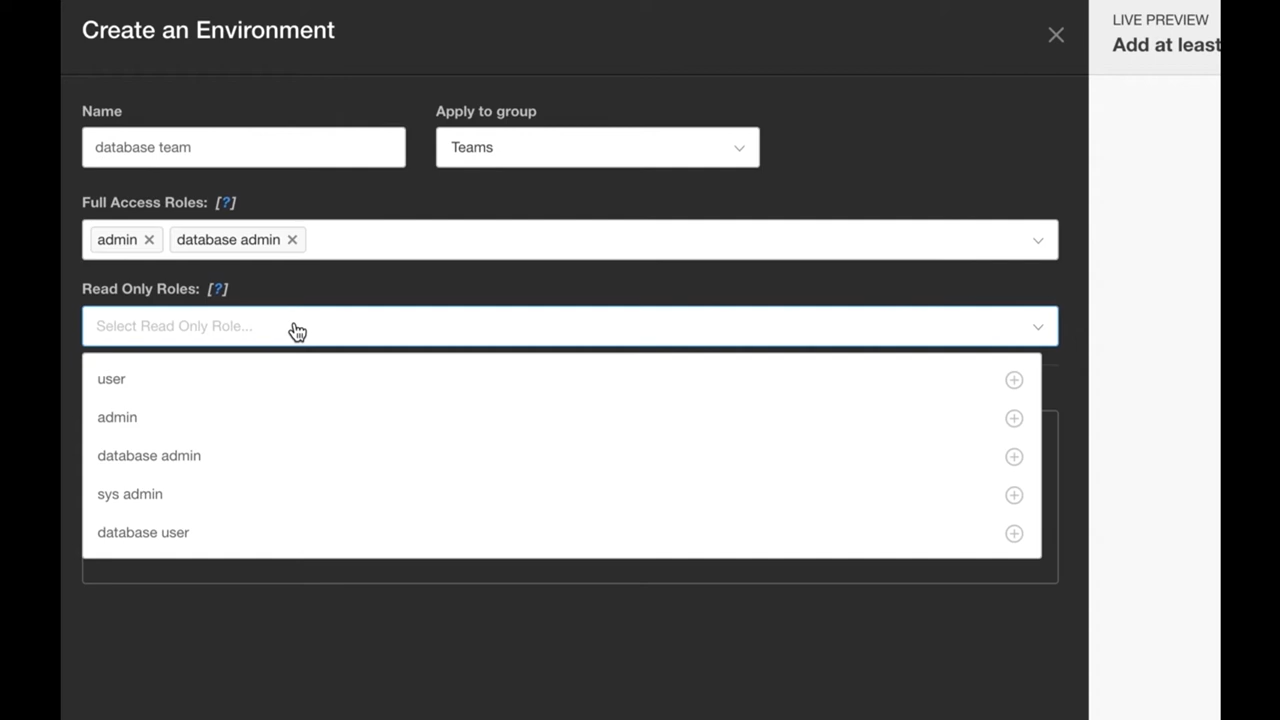 Create an Environment
LIVE PREVIEW
Add at least
Name
Apply to group
database team
Teams
Full Access Roles: [?]
admin
database admin
Read Only Roles: [?]
Select Read Only Role...
user
admin
database admin
sys admin
database user